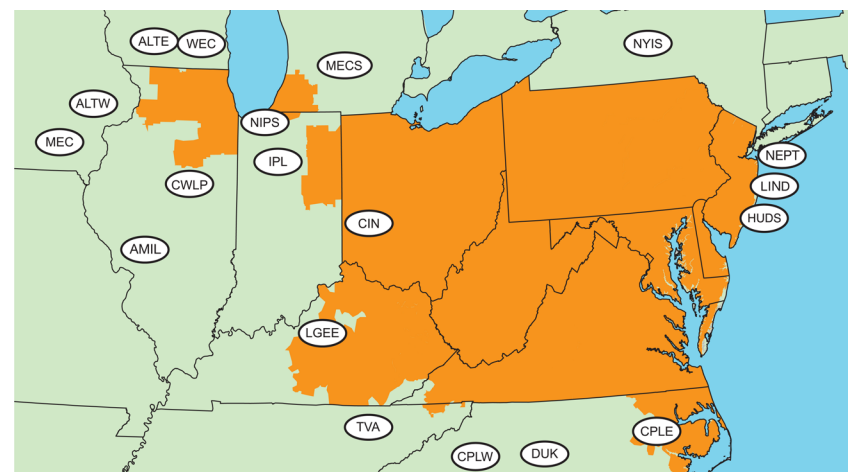 ALTE
WEC
NYIS
MECS
ALTW
NIPS
MEC
NEPT
IPL
CWLP
LIND
HUDS
CIN
AMIL
LGEE
TVA
CPLE
CPLW
DUK